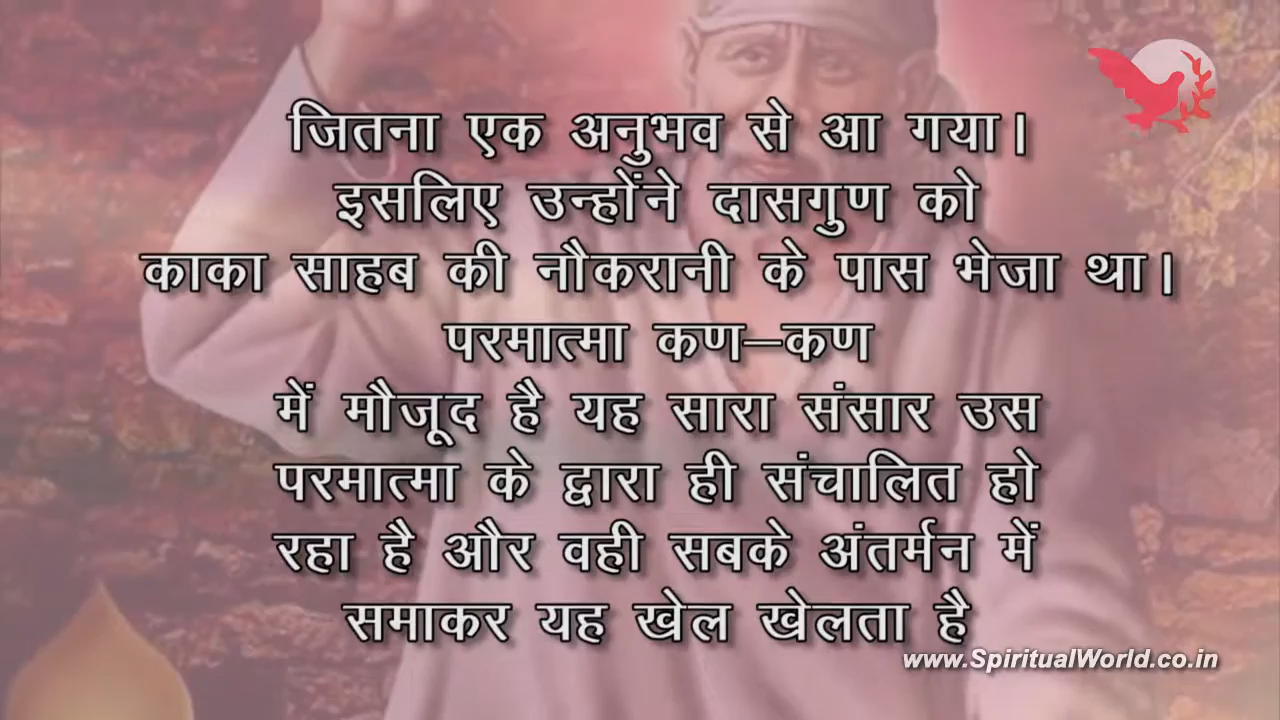 जितना एक अनुभव से आ गया।
इसलिए उन्होंने दासगुण को
काका साहब की नौकरानी के पास भेजा था।
परमात्मा कण–कण
में मौजूद है यह सारा संसार उस
परमात्मा के द्वारा ही संचालित हो
रहा है और वही सबके अंतर्मन में
समाकर यह खेल खेलता है
www.SpiritualWorld.co.in